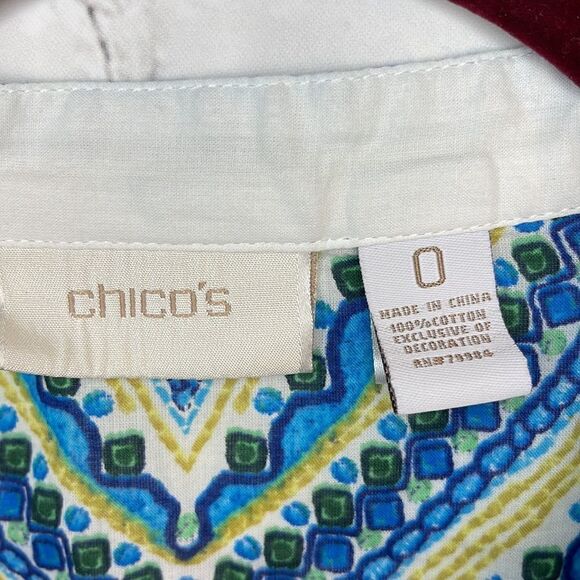 chico's
0
MADE IN CHINA
100%COTTON
EXCLUSIVE OF
DECORATION
RN#79984